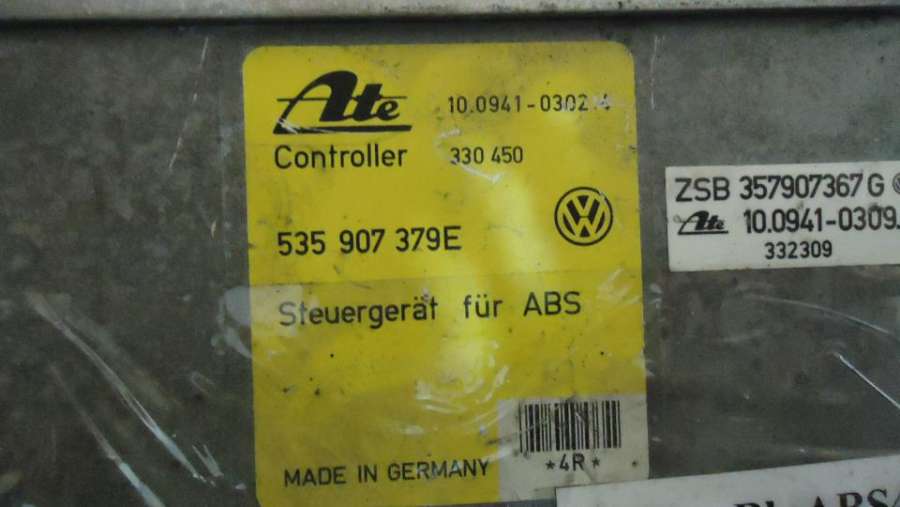 Ate 10.0941-0302.4
Controller 330 450
535 907 379E
Steuergerät für ABS
*4R*
MADE IN GERMANY
ZSB 357907367 G
Ate 10.0941-0309.
332309
ABS/